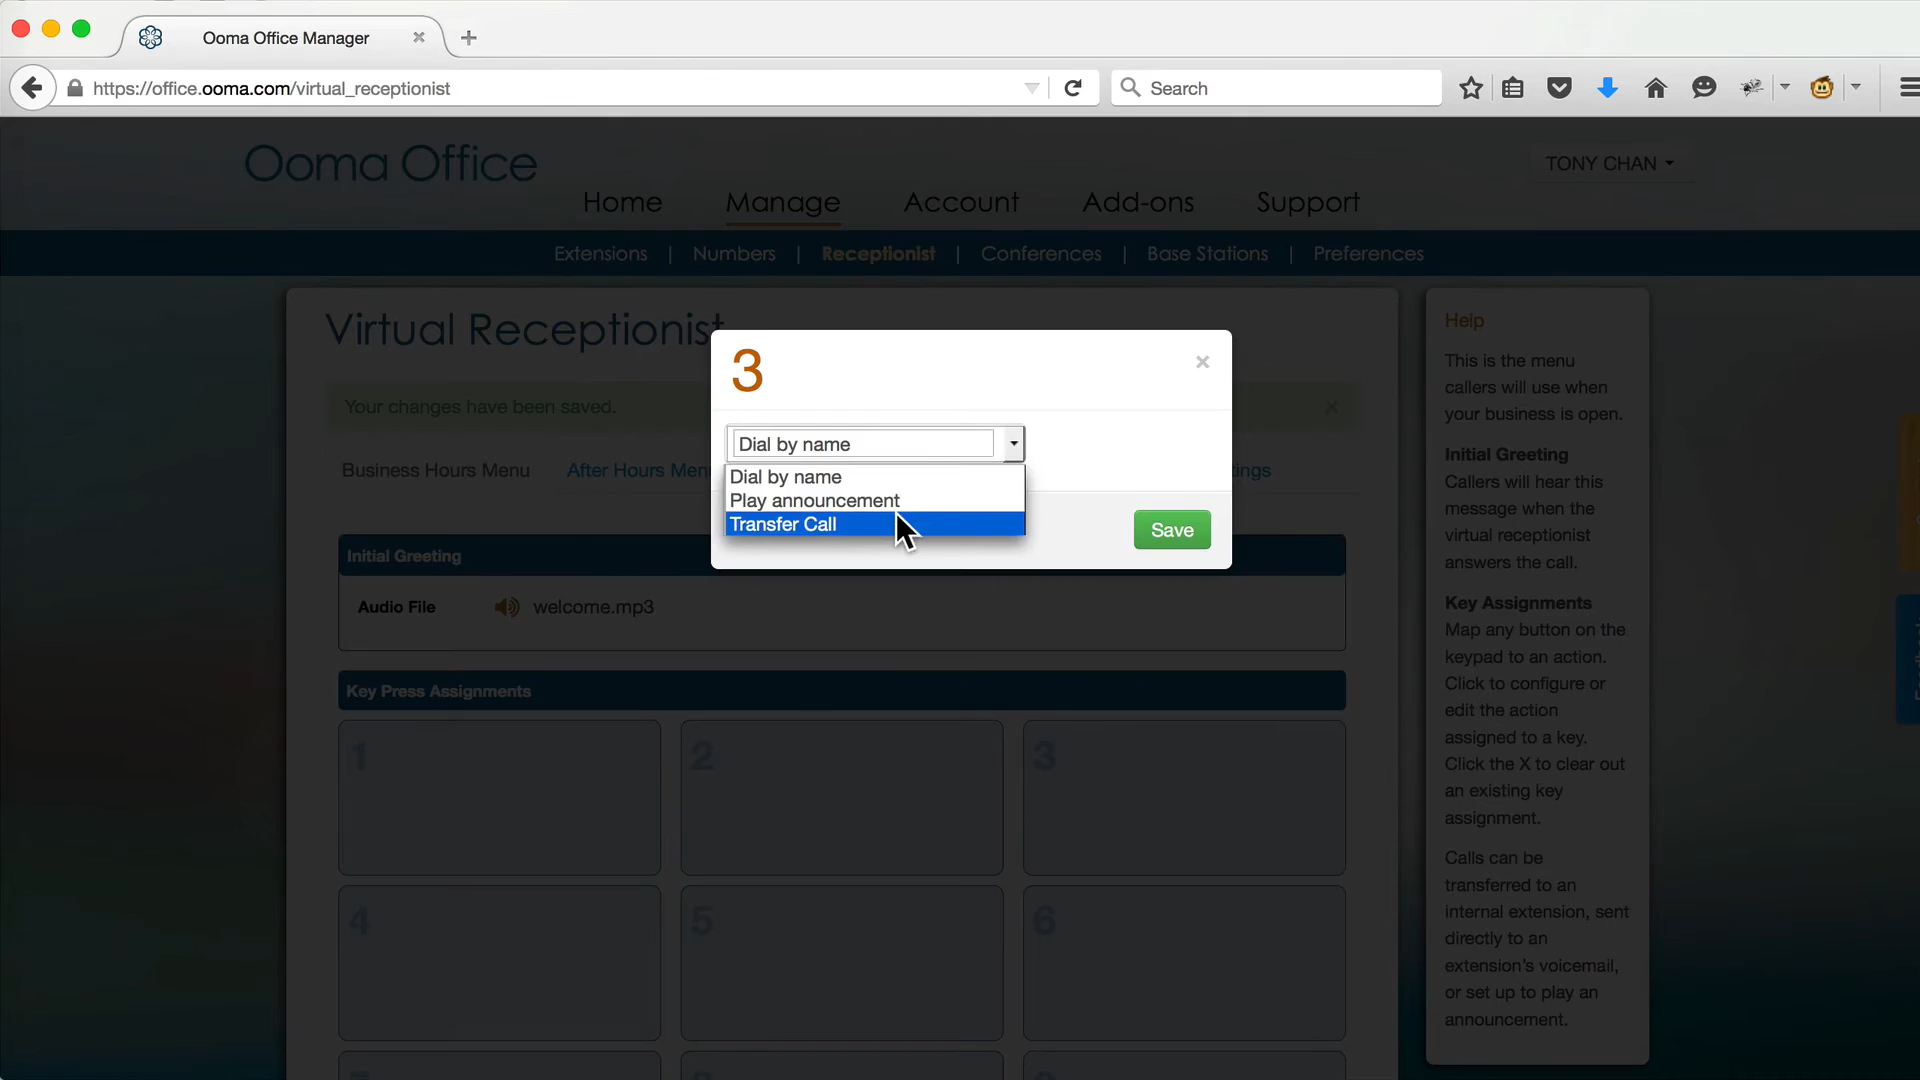 Ooma Office Manager
https://office.ooma.com/virtual_receptionist
Search
Ooma Office
TONY CHAN
Home Manage Account Add-ons Support
Extensions | Numbers | Receptionist | Conferences | Base Stations | Preferences
Virtual Receptionist
Your changes have been saved.
Business Hours Menu After Hours Men ings
3
Dial by name
Dial by name
Play announcement
Transfer Call
Save
Initial Greeting
Audio File welcome.mp3
Key Press Assignments
1 2 3
4 5 6
Help
This is the menu
callers will use when
your business is open.
Initial Greeting
Callers will hear this
message when the
virtual receptionist
answers the call.
Key Assignments
Map any button on the
keypad to an action.
Click to configure or
edit the action
assigned to a key.
Click the X to clear out
an existing key
assignment.
Calls can be
transferred to an
internal extension, sent
directly to an
extension's voicemail,
or set up to play an
announcement.